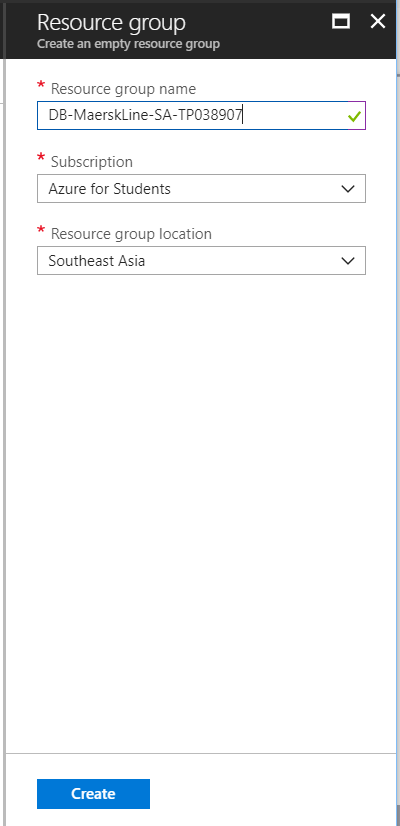 Resource group
Create an empty resource group
* Resource group name
DB-MaerskLine-SA-TP038907
* Subscription
Azure for Students
* Resource group location
Southeast Asia
Create